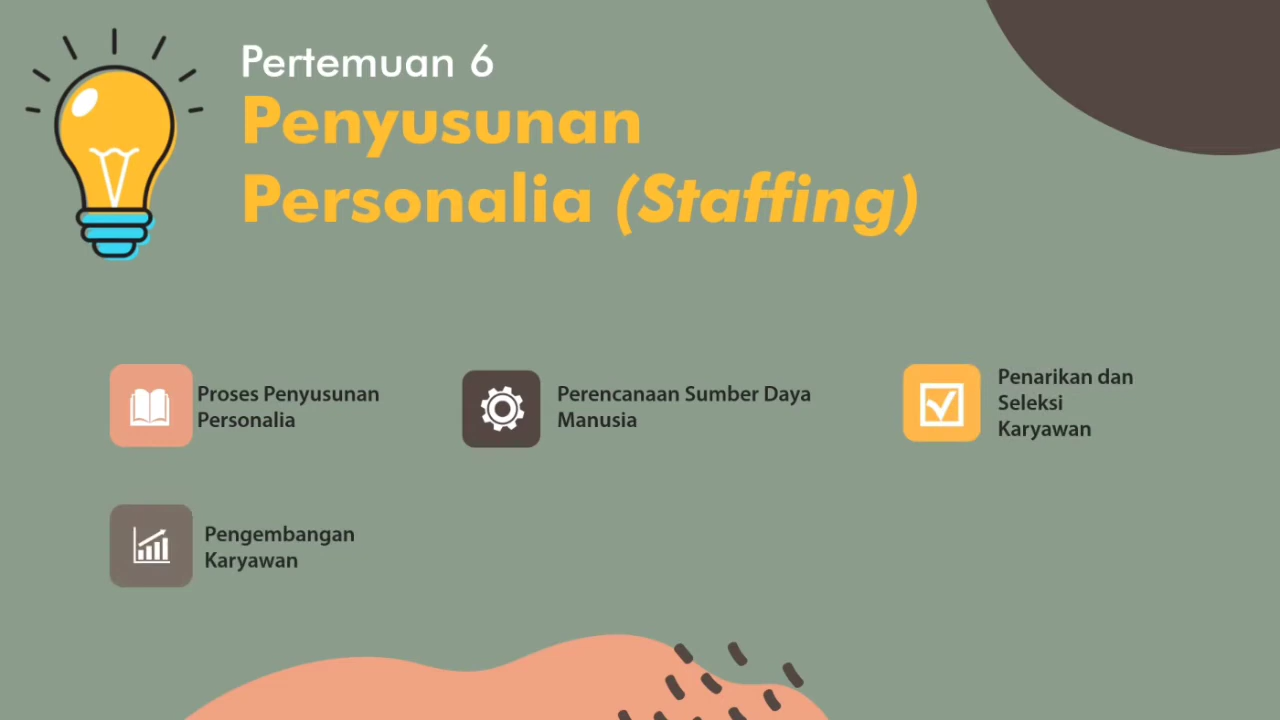 Pertemuan 6
Penyusunan
Personalia (Staffing)
Proses Penyusunan
Personalia
Perencanaan Sumber Daya
Manusia
Penarikan dan
Seleksi
Karyawan
Pengembangan
Karyawan